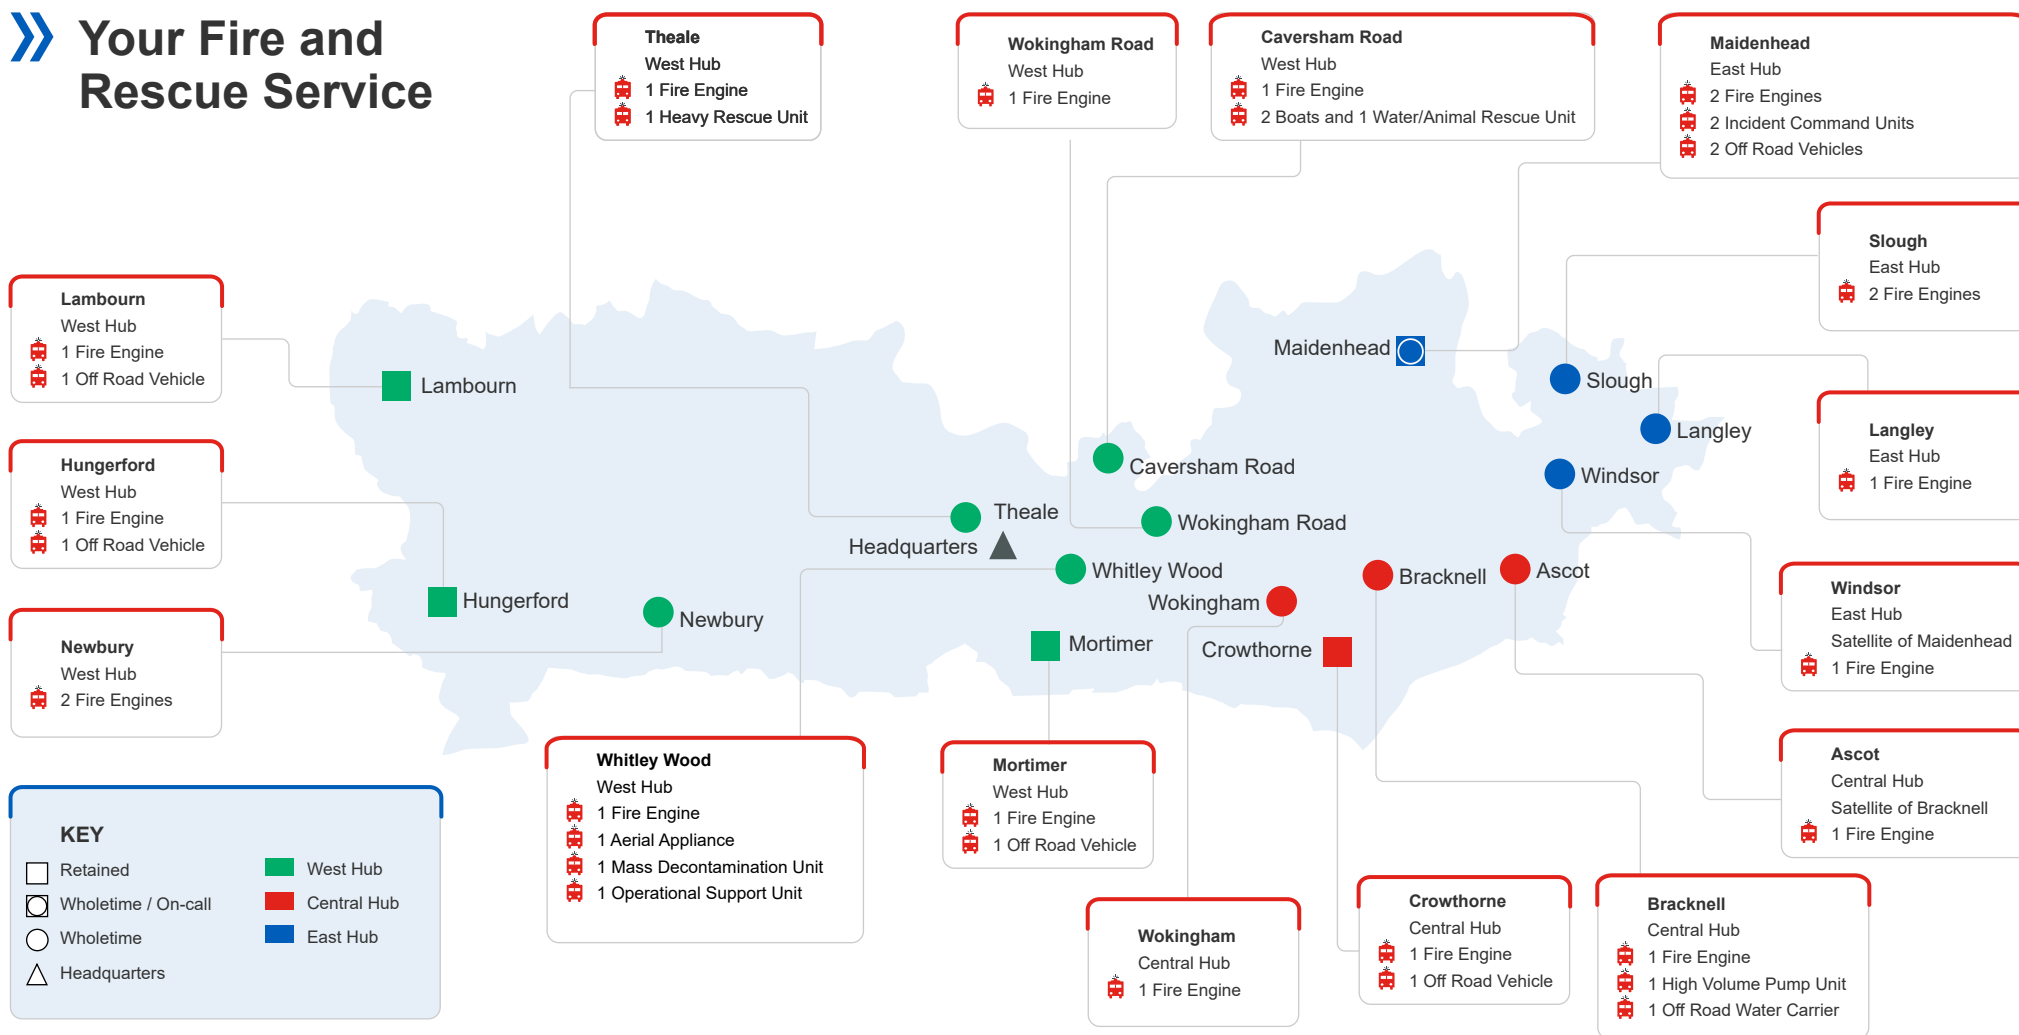 Your Fire and
Rescue Service
Theale
West Hub
1 Fire Engine
1 Heavy Rescue Unit
Wokingham Road
West Hub
1 Fire Engine
Caversham Road
West Hub
1 Fire Engine
2 Boats and 1 Water/Animal Rescue Unit
Maidenhead
East Hub
2 Fire Engines
2 Incident Command Units
2 Off Road Vehicles
Slough
East Hub
2 Fire Engines
Lambourn
West Hub
1 Fire Engine
1 Off Road Vehicle
Hungerford
West Hub
1 Fire Engine
1 Off Road Vehicle
Newbury
West Hub
2 Fire Engines
Langley
East Hub
1 Fire Engine
Windsor
East Hub
Satellite of Maidenhead
1 Fire Engine
Ascot
Central Hub
Satellite of Bracknell
1 Fire Engine
Maidenhead
Slough
Lambourn
Langley
Caversham Road
Windsor
Theale
Wokingham Road
Headquarters
Whitley Wood
Bracknell
Ascot
Hungerford
Wokingham
Newbury
Mortimer
Crowthorne
Whitley Wood
West Hub
1 Fire Engine
1 Aerial Appliance
1 Mass Decontamination Unit
1 Operational Support Unit
Mortimer
West Hub
1 Fire Engine
1 Off Road Vehicle
Wokingham
Central Hub
1 Fire Engine
Crowthorne
Central Hub
1 Fire Engine
1 Off Road Vehicle
Bracknell
Central Hub
1 Fire Engine
1 High Volume Pump Unit
1 Off Road Water Carrier
KEY
Retained
Wholetime / On-call
Wholetime
Headquarters
West Hub
Central Hub
East Hub